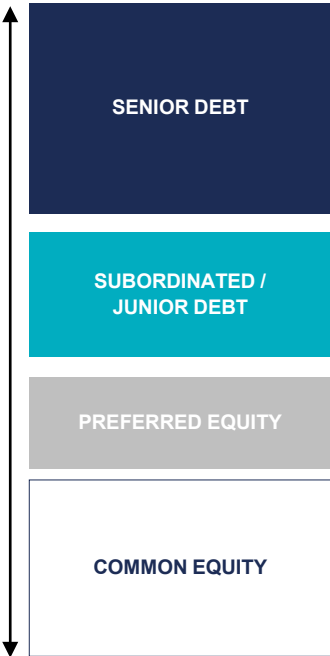 SENIOR DEBT
SUBORDINATED /
JUNIOR DEBT
PREFERRED EQUITY
COMMON EQUITY